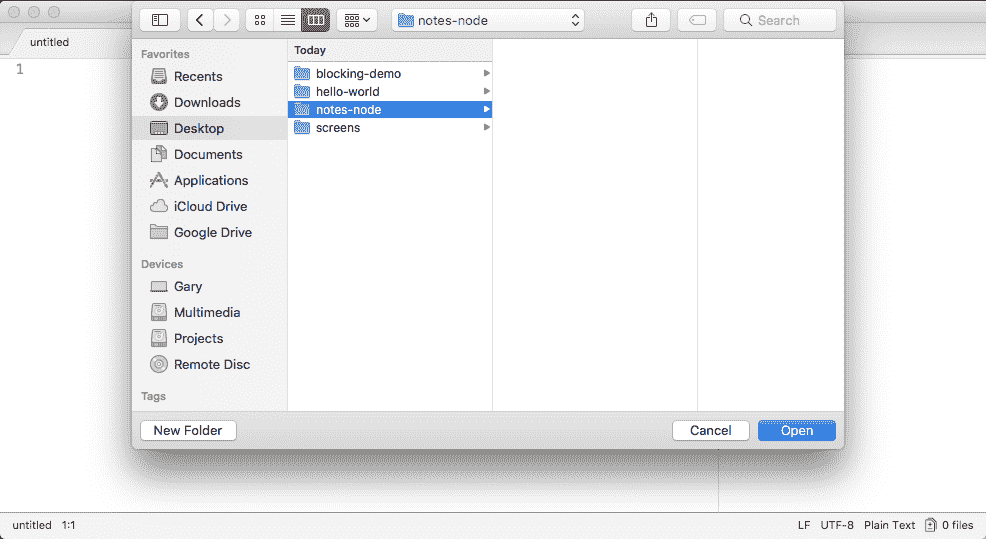 notes-node
Search
untitled
1
Favorites
Recents
Downloads
Desktop
Documents
Applications
iCloud Drive
Google Drive
Devices
Gary
Multimedia
Projects
Remote Disc
Tags
Today
blocking-demo
hello-world
notes-node
screens
New Folder
Cancel
Open
untitled 1:1
LF UTF-8 Plain Text 0 files